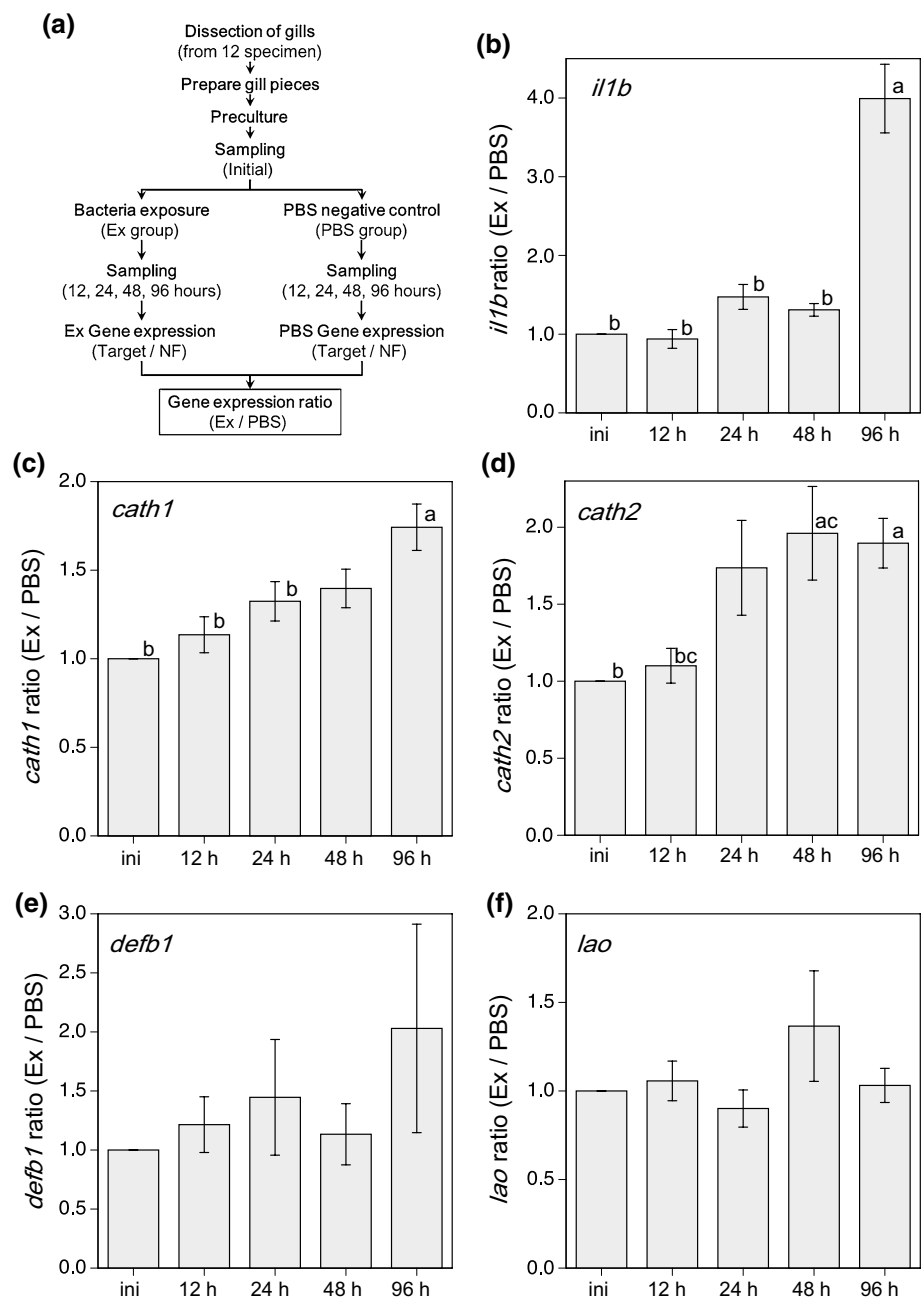 (a)
Dissection of gills
(from 12 specimen)
Prepare gill pieces
Preculture
Sampling
(Initial)
Bacteria exposure
(Ex group)
PBS negative control
(PBS group)
Sampling
(12, 24, 48, 96 hours)
Sampling
(12, 24, 48, 96 hours)
Ex Gene expression
(Target / NF)
PBS Gene expression
(Target / NF)
Gene expression ratio
(Ex / PBS)
(b)
il1b
il1b ratio (Ex / PBS)
4.0
3.0
2.0
1.0
0.0
b
b
b
b
a
ini
12 h
24 h
48 h
96 h
(c)
cath1
cath1 ratio (Ex / PBS)
2.0
1.5
1.0
0.5
0.0
b
b
b
a
ini
12 h
24 h
48 h
96 h
(d)
cath2
cath2 ratio (Ex / PBS)
2.0
1.5
1.0
0.5
0.0
b
bc
ac
a
ini
12 h
24 h
48 h
96 h
(e)
defb1
defb1 ratio (Ex / PBS)
3.0
2.5
2.0
1.5
1.0
0.5
0.0
ini
12 h
24 h
48 h
96 h
(f)
lao
lao ratio (Ex / PBS)
2.0
1.5
1.0
0.5
0.0
ini
12 h
24 h
48 h
96 h